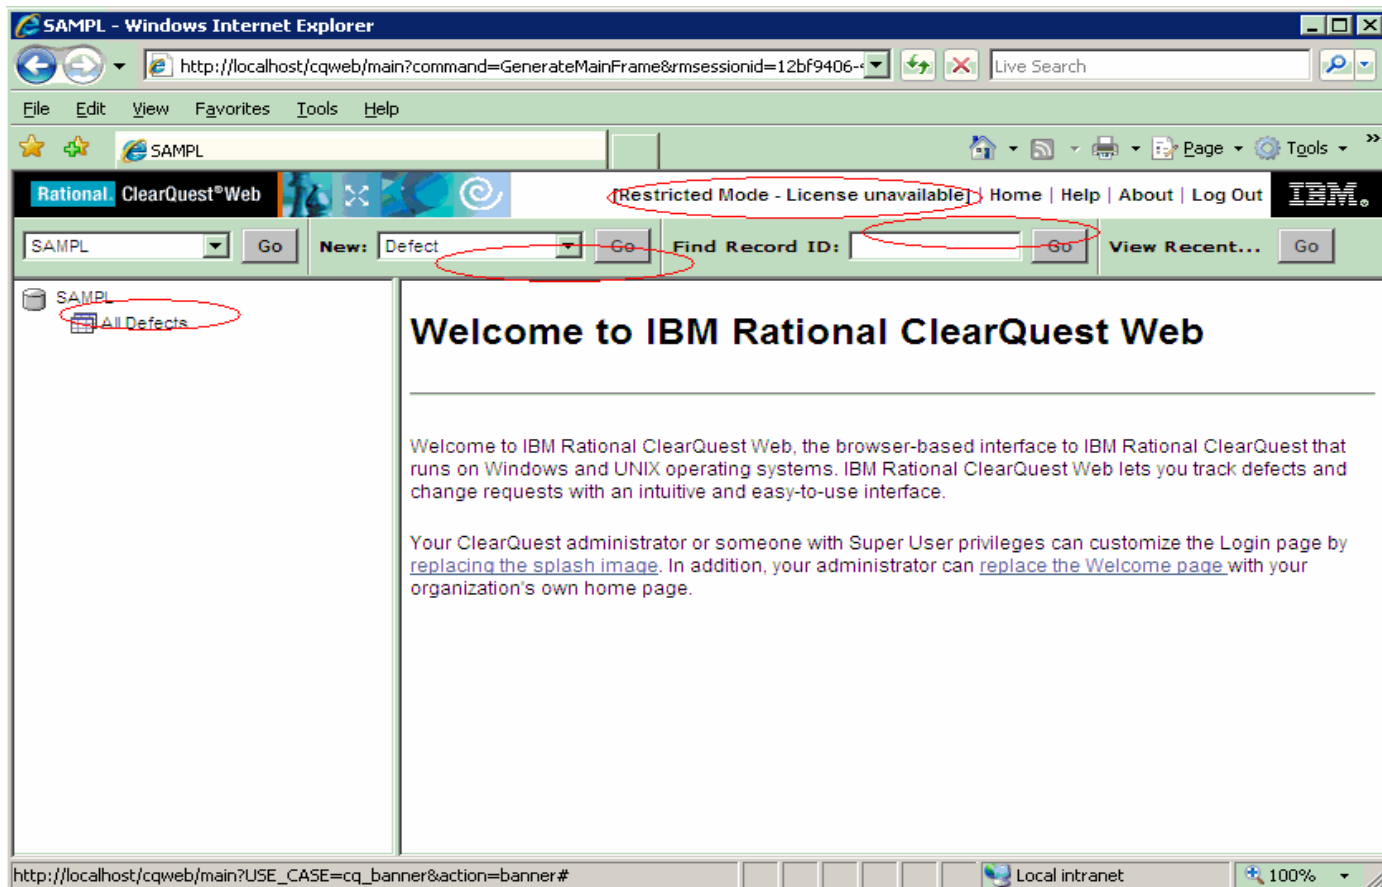 SAMPL - Windows Internet Explorer
http://localhost/cqweb/main?command=GenerateMainFrame&rmsessionid=12bf9406-
Live Search
File Edit View Favorites Tools Help
SAMPL
Page Tools »
Rational. ClearQuest®Web
[Restricted Mode - License unavailable] | Home | Help | About | Log Out
IBM®
SAMPL Go New: Defect Go Find Record ID: Go View Recent... Go
SAMPL
All Defects
Welcome to IBM Rational ClearQuest Web
Welcome to IBM Rational ClearQuest Web, the browser-based interface to IBM Rational ClearQuest that
runs on Windows and UNIX operating systems. IBM Rational ClearQuest Web lets you track defects and
change requests with an intuitive and easy-to-use interface.
Your ClearQuest administrator or someone with Super User privileges can customize the Login page by
replacing the splash image. In addition, your administrator can replace the Welcome page with your
organization's own home page.
http://localhost/cqweb/main?USE_CASE=cq_banner&action=banner#
Local intranet
100%